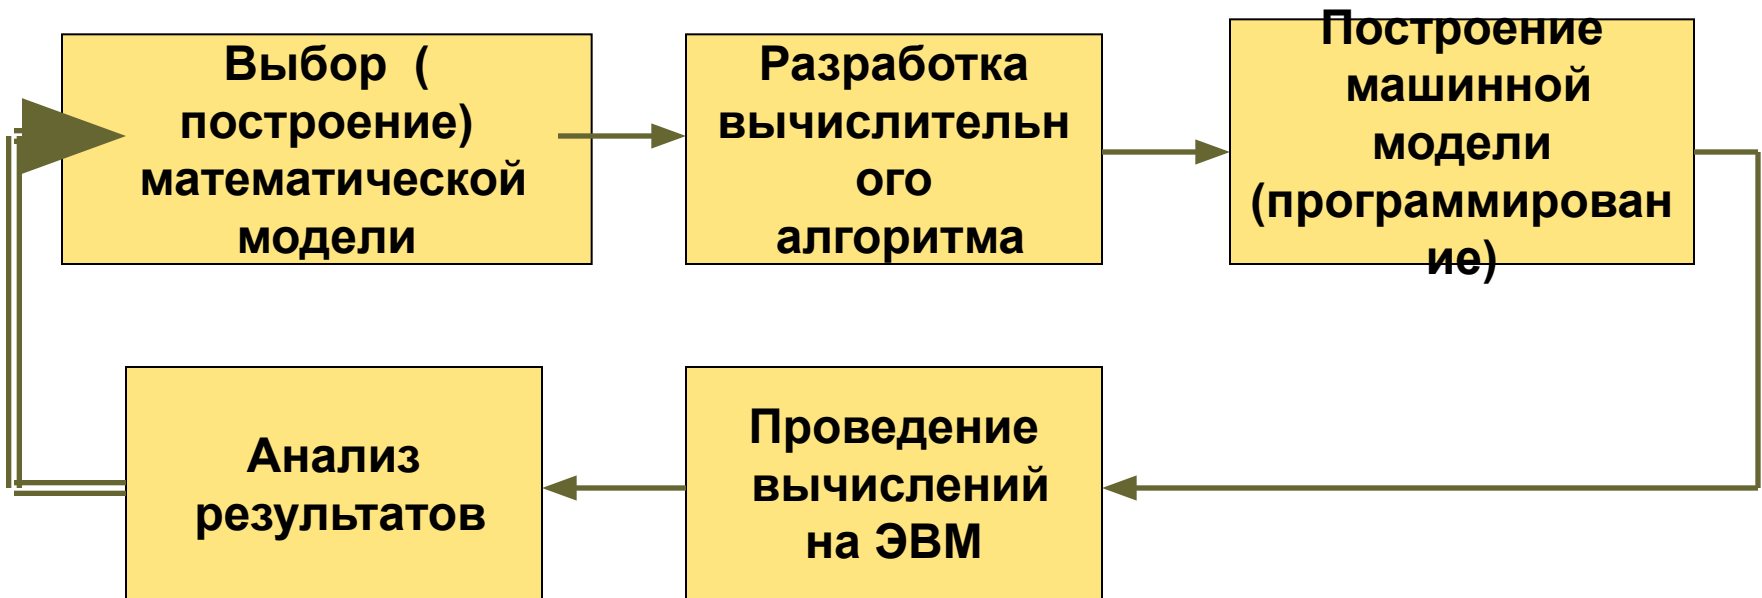 Выбор (
построение)
математической
модели
Разработка
вычислительн
ого
алгоритма
Построение
машинной
модели
(программирован
ие)
Анализ
результатов
Проведение
вычислений
на ЭВМ